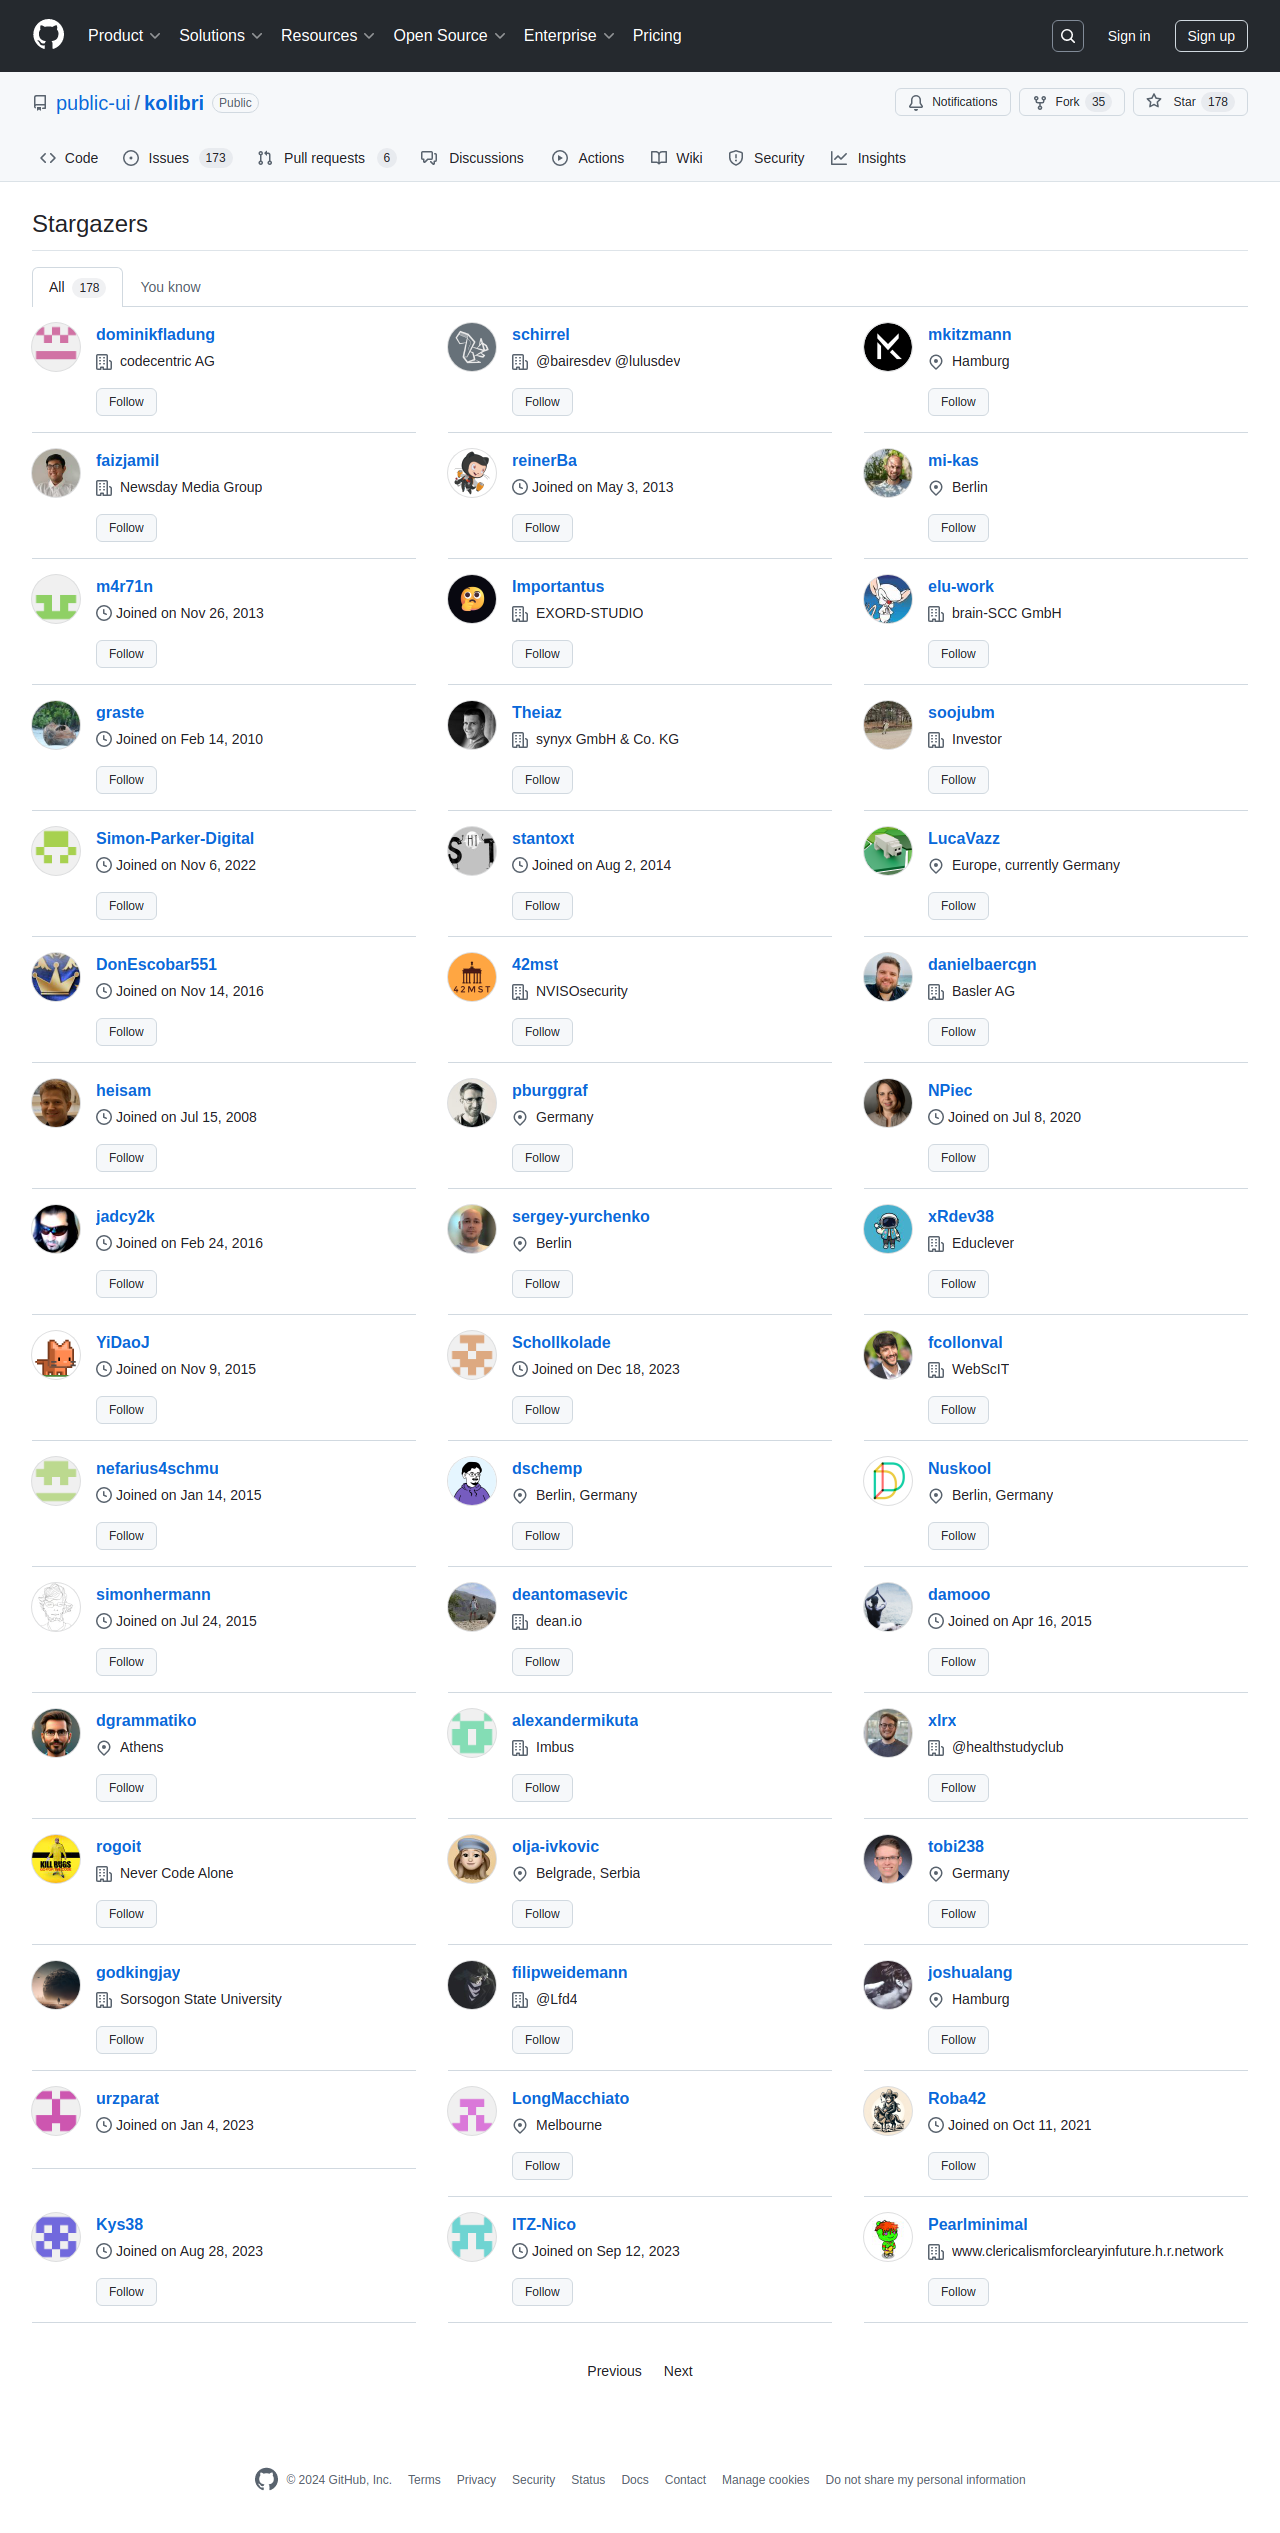 Product Solutions Resources Open Source Enterprise Pricing Sign in Sign up
public-ui / kolibri Public Notifications Fork 35 Star 178
Code Issues 173 Pull requests 6 Discussions Actions Wiki Security Insights
Stargazers
All 178 You know
dominikfladung schirrel mkitzmann
codecentric AG @bairesdev @lulusdev Hamburg
Follow Follow Follow
faizjamil reinerBa mi-kas
Newsday Media Group Joined on May 3, 2013 Berlin
Follow Follow Follow
m4r71n Importantus elu-work
Joined on Nov 26, 2013 EXORD-STUDIO brain-SCC GmbH
Follow Follow Follow
graste Theiaz soojubm
Joined on Feb 14, 2010 synyx GmbH & Co. KG Investor
Follow Follow Follow
Simon-Parker-Digital stantoxt LucaVazz
Joined on Nov 6, 2022 Joined on Aug 2, 2014 Europe, currently Germany
Follow Follow Follow
DonEscobar551 42mst danielbaercgn
42MST
Joined on Nov 14, 2016 NVISOsecurity Basler AG
Follow Follow Follow
heisam pburggraf NPiec
Joined on Jul 15, 2008 Germany Joined on Jul 8, 2020
Follow Follow Follow
jadcy2k sergey-yurchenko xRdev38
Joined on Feb 24, 2016 Berlin Educlever
Follow Follow Follow
YiDaoJ Schollkolade fcollonval
Joined on Nov 9, 2015 Joined on Dec 18, 2023 WebScIT
Follow Follow Follow
nefarius4schmu dschemp Nuskool
Joined on Jan 14, 2015 Berlin, Germany Berlin, Germany
Follow Follow Follow
simonhermann deantomasevic damooo
Joined on Jul 24, 2015 dean.io Joined on Apr 16, 2015
Follow Follow Follow
dgrammatiko alexandermikuta xlrx
Athens Imbus @healthstudyclub
Follow Follow Follow
rogoit olja-ivkovic tobi238
KILL BUGS
Never Code Alone Belgrade, Serbia Germany
Follow Follow Follow
godkingjay filipweidemann joshualang
Sorsogon State University @Lfd4 Hamburg
Follow Follow Follow
urzparat LongMacchiato Roba42
Joined on Jan 4, 2023 Melbourne Joined on Oct 11, 2021
Follow Follow
Kys38 ITZ-Nico Pearlminimal
Joined on Aug 28, 2023 Joined on Sep 12, 2023 www.clericalismforclearyinfuture.h.r.network
Follow Follow Follow
Previous Next
© 2024 GitHub, Inc. Terms Privacy Security Status Docs Contact Manage cookies Do not share my personal information